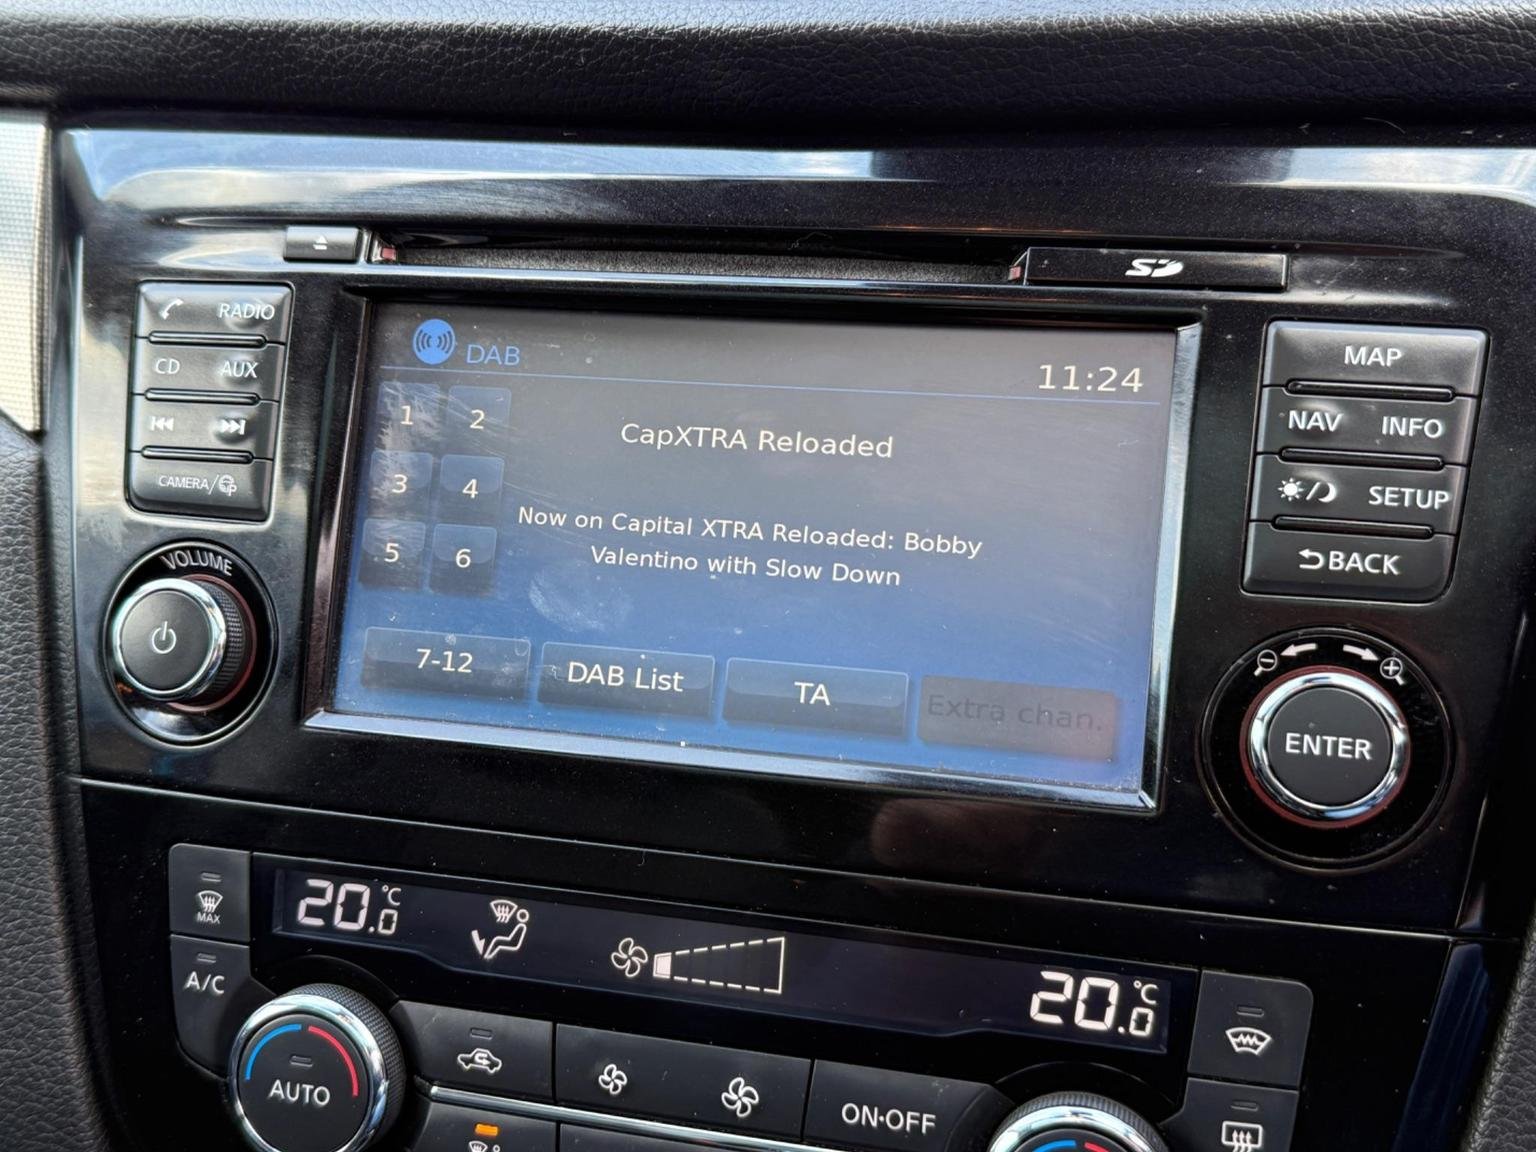 SD
RADIO
CD AUX
CAMERA/
VOLUME
DAB
11:24
1 2
3 4
5 6
CapXTRA Reloaded
Now on Capital XTRA Reloaded: Bobby
Valentino with Slow Down
7-12 DAB List TA Extra chan.
MAP
NAV INFO
SETUP
BACK
ENTER
MAX
A/C
20.0 °C
20.0 °C
AUTO
ON·OFF